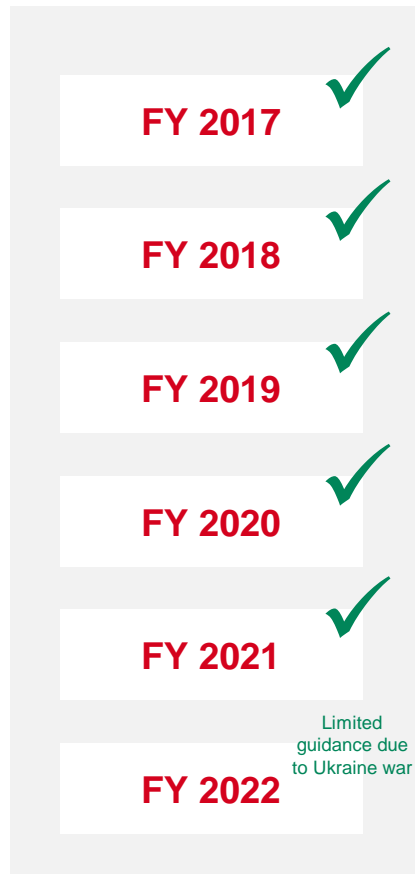 FY 2017
FY 2018
FY 2019
FY 2020
FY 2021
Limited
guidance due
to Ukraine war
FY 2022